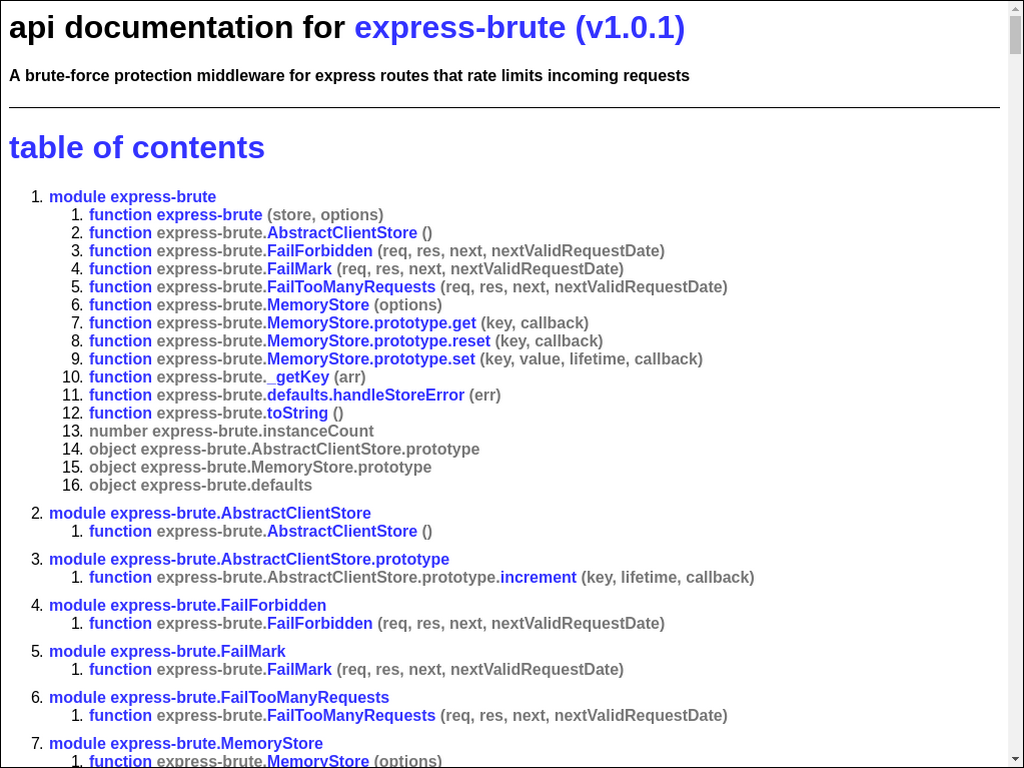 api documentation for express-brute (v1.0.1)
A brute-force protection middleware for express routes that rate limits incoming requests
table of contents
1. module express-brute
1. function express-brute (store, options)
2. function express-brute.AbstractClientStore ()
3. function express-brute.FailForbidden (req, res, next, nextValidRequestDate)
4. function express-brute.FailMark (req, res, next, nextValidRequestDate)
5. function express-brute.FailTooManyRequests (req, res, next, nextValidRequestDate)
6. function express-brute.MemoryStore (options)
7. function express-brute.MemoryStore.prototype.get (key, callback)
8. function express-brute.MemoryStore.prototype.reset (key, callback)
9. function express-brute.MemoryStore.prototype.set (key, value, lifetime, callback)
10. function express-brute._getKey (arr)
11. function express-brute.defaults.handleStoreError (err)
12. function express-brute.toString ()
13. number express-brute.instanceCount
14. object express-brute.AbstractClientStore.prototype
15. object express-brute.MemoryStore.prototype
16. object express-brute.defaults
2. module express-brute.AbstractClientStore
1. function express-brute.AbstractClientStore ()
3. module express-brute.AbstractClientStore.prototype
1. function express-brute.AbstractClientStore.prototype.increment (key, lifetime, callback)
4. module express-brute.FailForbidden
1. function express-brute.FailForbidden (req, res, next, nextValidRequestDate)
5. module express-brute.FailMark
1. function express-brute.FailMark (req, res, next, nextValidRequestDate)
6. module express-brute.FailTooManyRequests
1. function express-brute.FailTooManyRequests (req, res, next, nextValidRequestDate)
7. module express-brute.MemoryStore
1. function express-brute.MemoryStore (options)